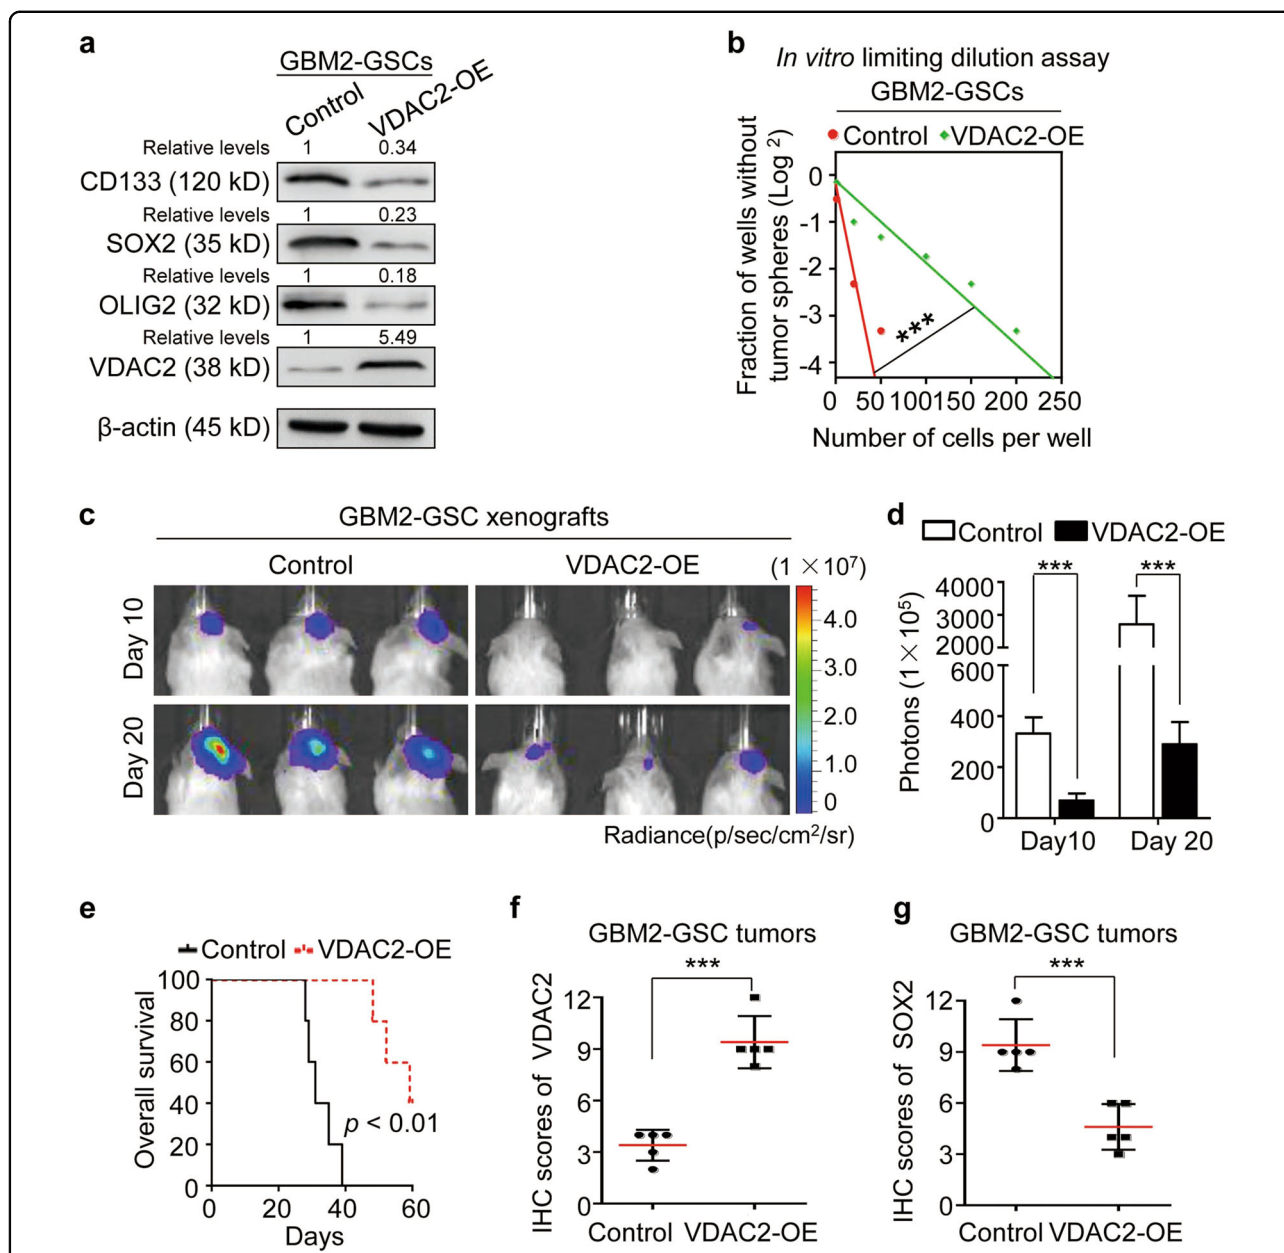 a
GBM2-GSCs
Control VDAC2-OE
Relative levels 1 0.34
CD133 (120 kD)
Relative levels 1 0.23
SOX2 (35 kD)
Relative levels 1 0.18
OLIG2 (32 kD)
Relative levels 1 5.49
VDAC2 (38 kD)
β-actin (45 kD)
b
In vitro limiting dilution assay
GBM2-GSCs
Control VDAC2-OE
Fraction of wells without
tumor spheres (Log 2)
0
-1
-2
-3
-4
***
0 50 100 150 200 250
Number of cells per well
c
GBM2-GSC xenografts
Control VDAC2-OE (1 ×10⁷)
Day 10
Day 20
4.0
3.0
2.0
1.0
0
Radiance(p/sec/cm²/sr)
d
Control VDAC2-OE
*** ***
Photons (1×10⁵)
4000
3000
2000
600
400
200
0
Day10 Day 20
e
Control VDAC2-OE
Overall survival
100
80
60
40
20
0
p < 0.01
0 20 40 60
Days
f
GBM2-GSC tumors
***
IHC scores of VDAC2
12
9
6
3
0
Control VDAC2-OE
g
GBM2-GSC tumors
***
IHC scores of SOX2
12
9
6
3
0
Control VDAC2-OE